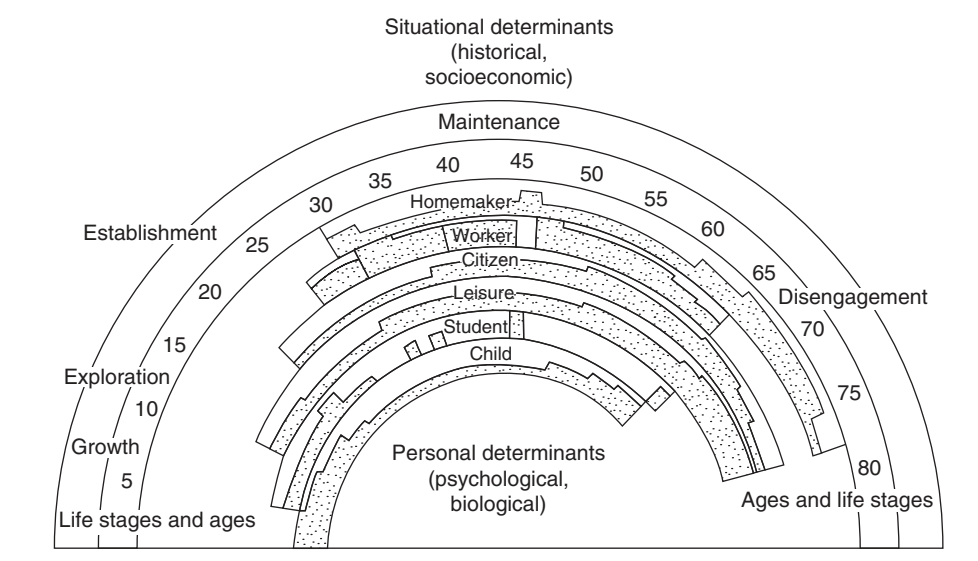 Situational determinants
(historical,
socioeconomic)
Maintenance
40
45
35
50
30
55
Homemaker
Establishment
25
60
Worker
Citizen
65
20
Leisure
Disengagement
Student
70
15
Child
Exploration
75
10
Growth
Personal determinants
(psychological,
biological)
80
5
Ages and life stages
Life stages and ages